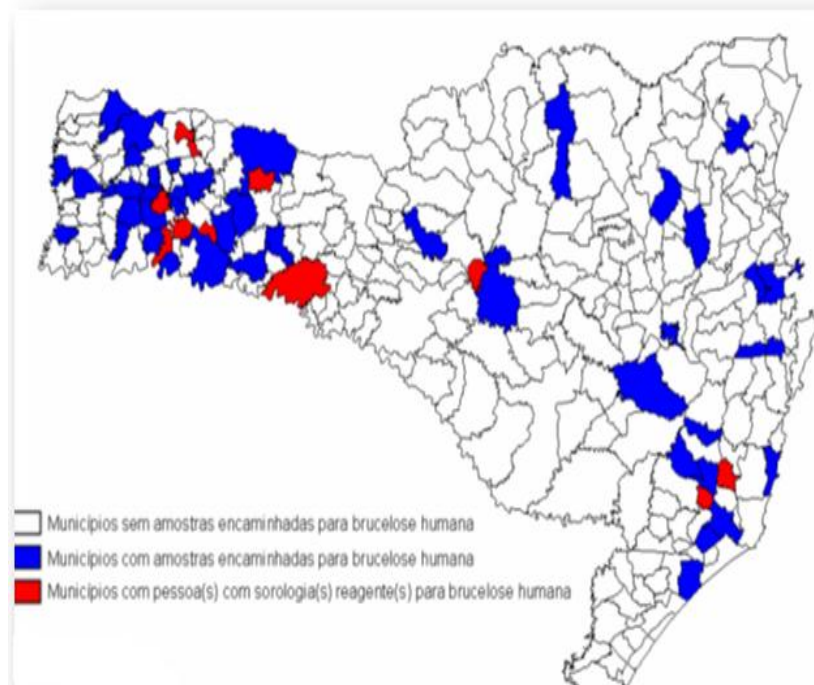 Municípios sem amostras encaminhadas para brucelose humana
Municípios com amostras encaminhadas para brucelose humana
Municípios com pessoa(s) com sorologia(s) reagente(s) para brucelose humana